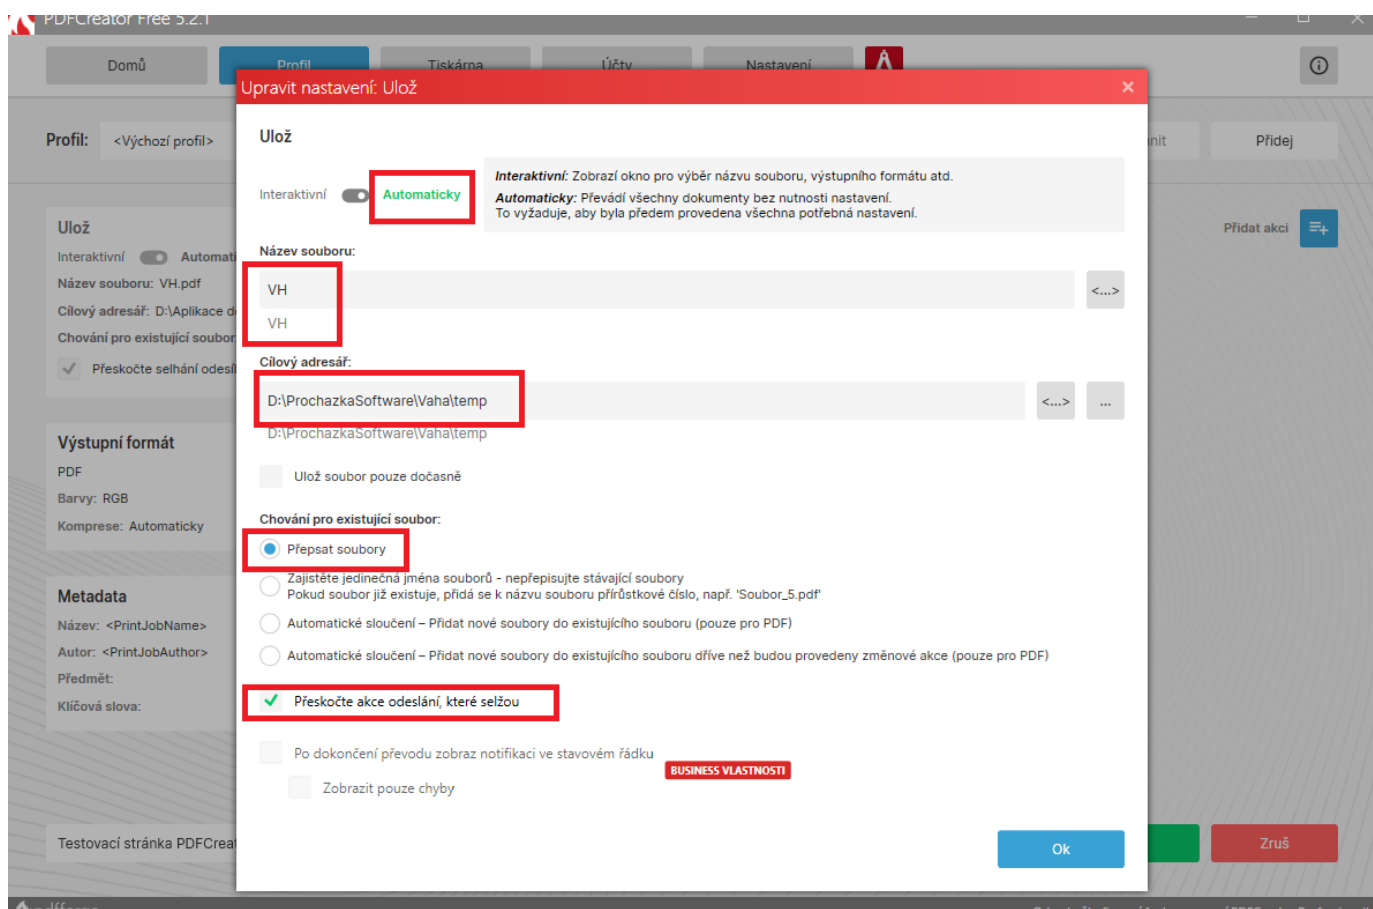 PDFCreator Free 5.2.1
Domů
Profil
Tiskárna
Účty
Nastavení
Upravit nastavení: Ulož
Profil:
<Výchozí profil>
Přidej
Ulož
Interaktivní Automaticky
Interaktivní: Zobrazí okno pro výběr názvu souboru, výstupního formátu atd.
Automaticky: Převádí všechny dokumenty bez nutnosti nastavení.
To vyžaduje, aby byla předem provedena všechna potřebná nastavení.
Název souboru:
VH
<...>
VH
Cílový adresář:
D:\ProchazkaSoftware\Vaha\temp
<...>
...
D:\ProchazkaSoftware\Vaha\temp
Ulož soubor pouze dočasně
Chování pro existující soubor:
Přepsat soubory
Zajistěte jedinečná jména souborů - nepřepisujte stávající soubory
Pokud soubor již existuje, přidá se k názvu souboru přírůstkové číslo, např. 'Soubor_5.pdf'
Automatické sloučení – Přidat nové soubory do existujícího souboru (pouze pro PDF)
Automatické sloučení – Přidat nové soubory do existujícího souboru dříve než budou provedeny změnové akce (pouze pro PDF)
Přeskočte akce odeslání, které selžou
Po dokončení převodu zobraz notifikaci ve stavovém řádku
BUSINESS VLASTNOSTI
Zobrazit pouze chyby
Ok
Ulož
Interaktivní
Název souboru: VH.pdf
Cílový adresář: D:\Aplikace
Chování pro existující soubor
Přeskočte selhání
Výstupní formát
PDF
Barvy: RGB
Komprese: Automaticky
Metadata
Název: <PrintJobName>
Autor: <PrintJobAuthor>
Předmět:
Klíčová slova:
Přidat akci
Testovací stránka
Zruš